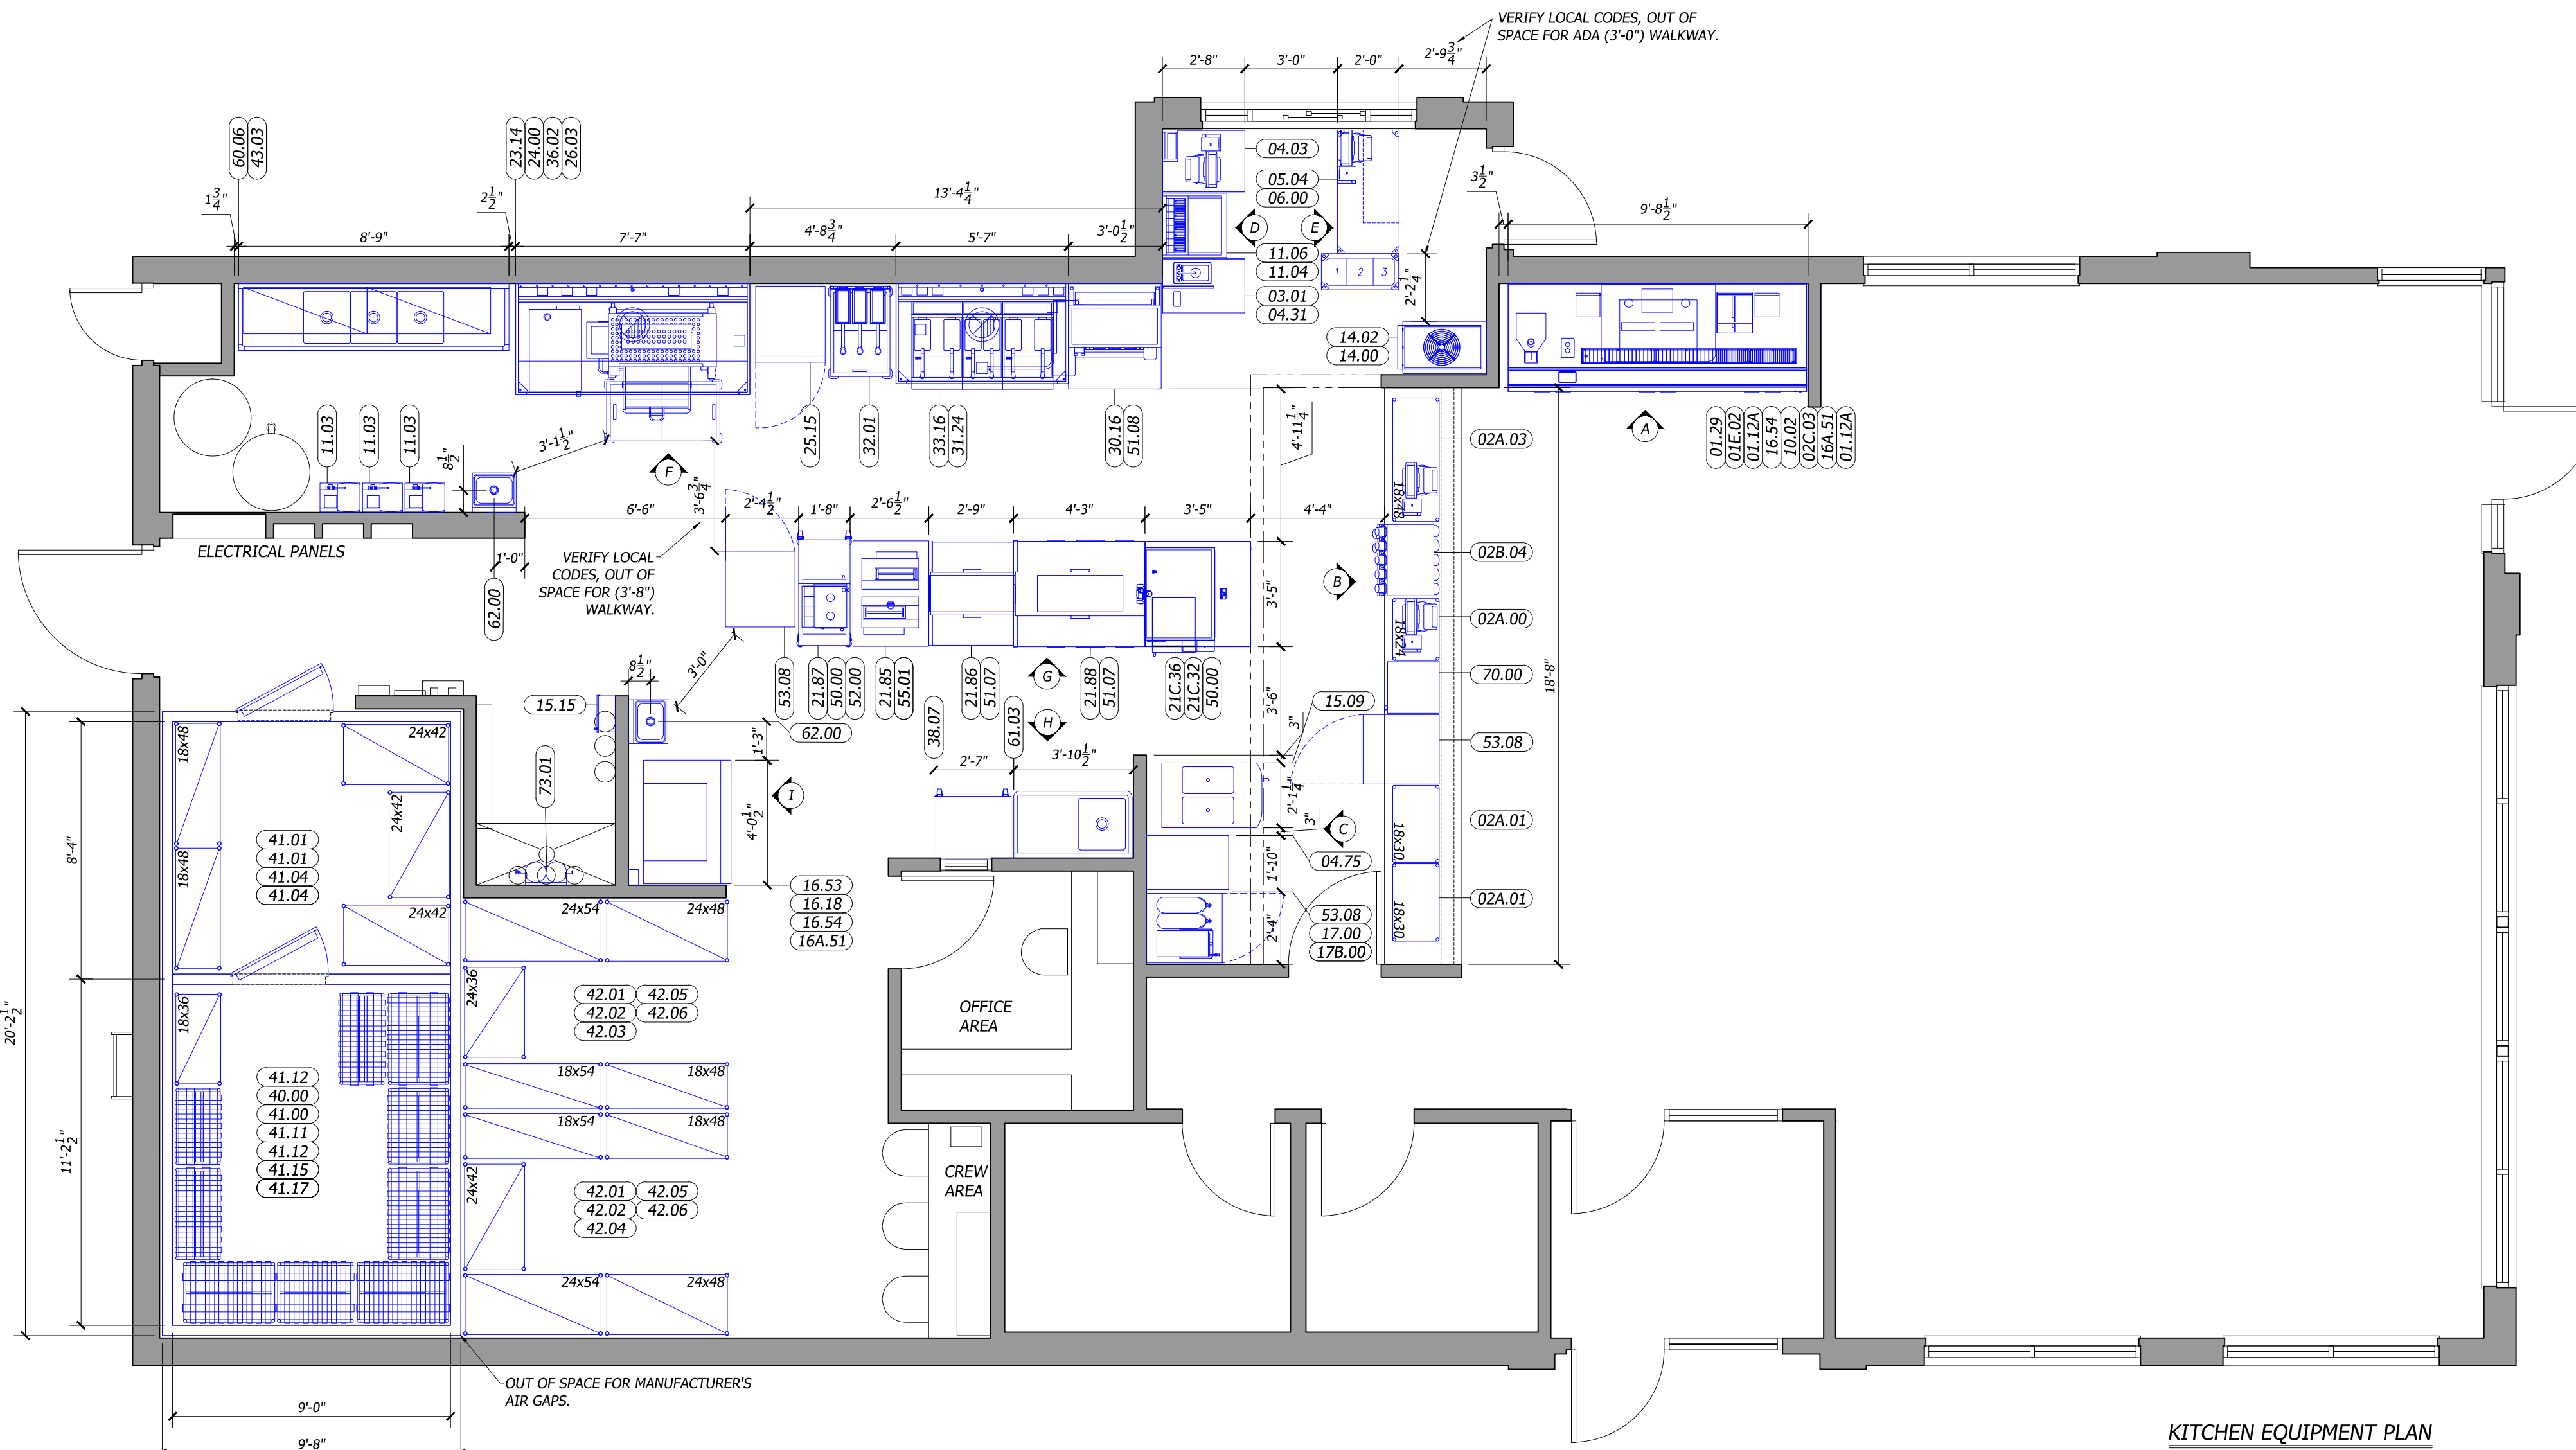 VERIFY LOCAL CODES, OUT OF
SPACE FOR ADA (3'-0") WALKWAY.
2'-8"
3'-0"
2'-0"
2'-9 3/4"
60.06
43.03
23.14
24.00
36.02
26.03
04.03
05.04
06.00
1 3/4"
2 1/2"
13'-4 1/4"
3 1/2"
8'-9"
7'-7"
4'-8 3/4"
5'-7"
3'-0 1/2"
D
E
9'-8 1/2"
11.06
11.04
1 2 3
2'-2 1/4"
03.01
04.31
14.02
14.00
11.03
11.03
11.03
8 1/2"
3'-1 1/2"
F
25.15
32.01
33.16
31.24
30.16
51.08
4'-11 1/4"
A
01.29
01E.02
01.12A
16.54
10.02
02C.03
16A.51
01.12A
02A.03
18x48
3'-6 3/4"
6'-6"
2'-4 1/2"
1'-8"
2'-6 1/2"
2'-9"
4'-3"
3'-5"
4'-4"
ELECTRICAL PANELS
1'-0"
62.00
VERIFY LOCAL
CODES, OUT OF
SPACE FOR (3'-8")
WALKWAY.
3'-5"
B
02B.04
02A.00
18x24
70.00
18'-8"
3'-0"
8 1/2"
53.08
21.87
50.00
52.00
21.85
55.01
21.86
51.07
G
21.88
51.07
21C.36
21C.32
50.00
3'-6"
15.09
3"
15.15
62.00
38.07
61.03
H
53.08
1'-3"
2'-7"
3'-10 1/2"
73.01
I
4'-0 1/2"
2'-1 1/4"
3"
C
02A.01
18x30
18x48
24x42
24x42
18x48
24x42
8'-4"
41.01
41.01
41.04
41.04
1'-10"
04.75
16.53
16.18
16.54
16A.51
02A.01
18x30
53.08
17.00
17B.00
2'-4"
24x54
24x48
24x36
20'-2 1/2"
18x36
42.01 42.05
42.02 42.06
42.03
OFFICE
AREA
11'-2 1/2"
41.12
40.00
41.00
41.11
41.12
41.15
41.17
18x54
18x48
18x54
18x48
24x42
42.01 42.05
42.02 42.06
42.04
CREW
AREA
24x54
24x48
OUT OF SPACE FOR MANUFACTURER'S
AIR GAPS.
9'-0"
9'-8"
KITCHEN EQUIPMENT PLAN